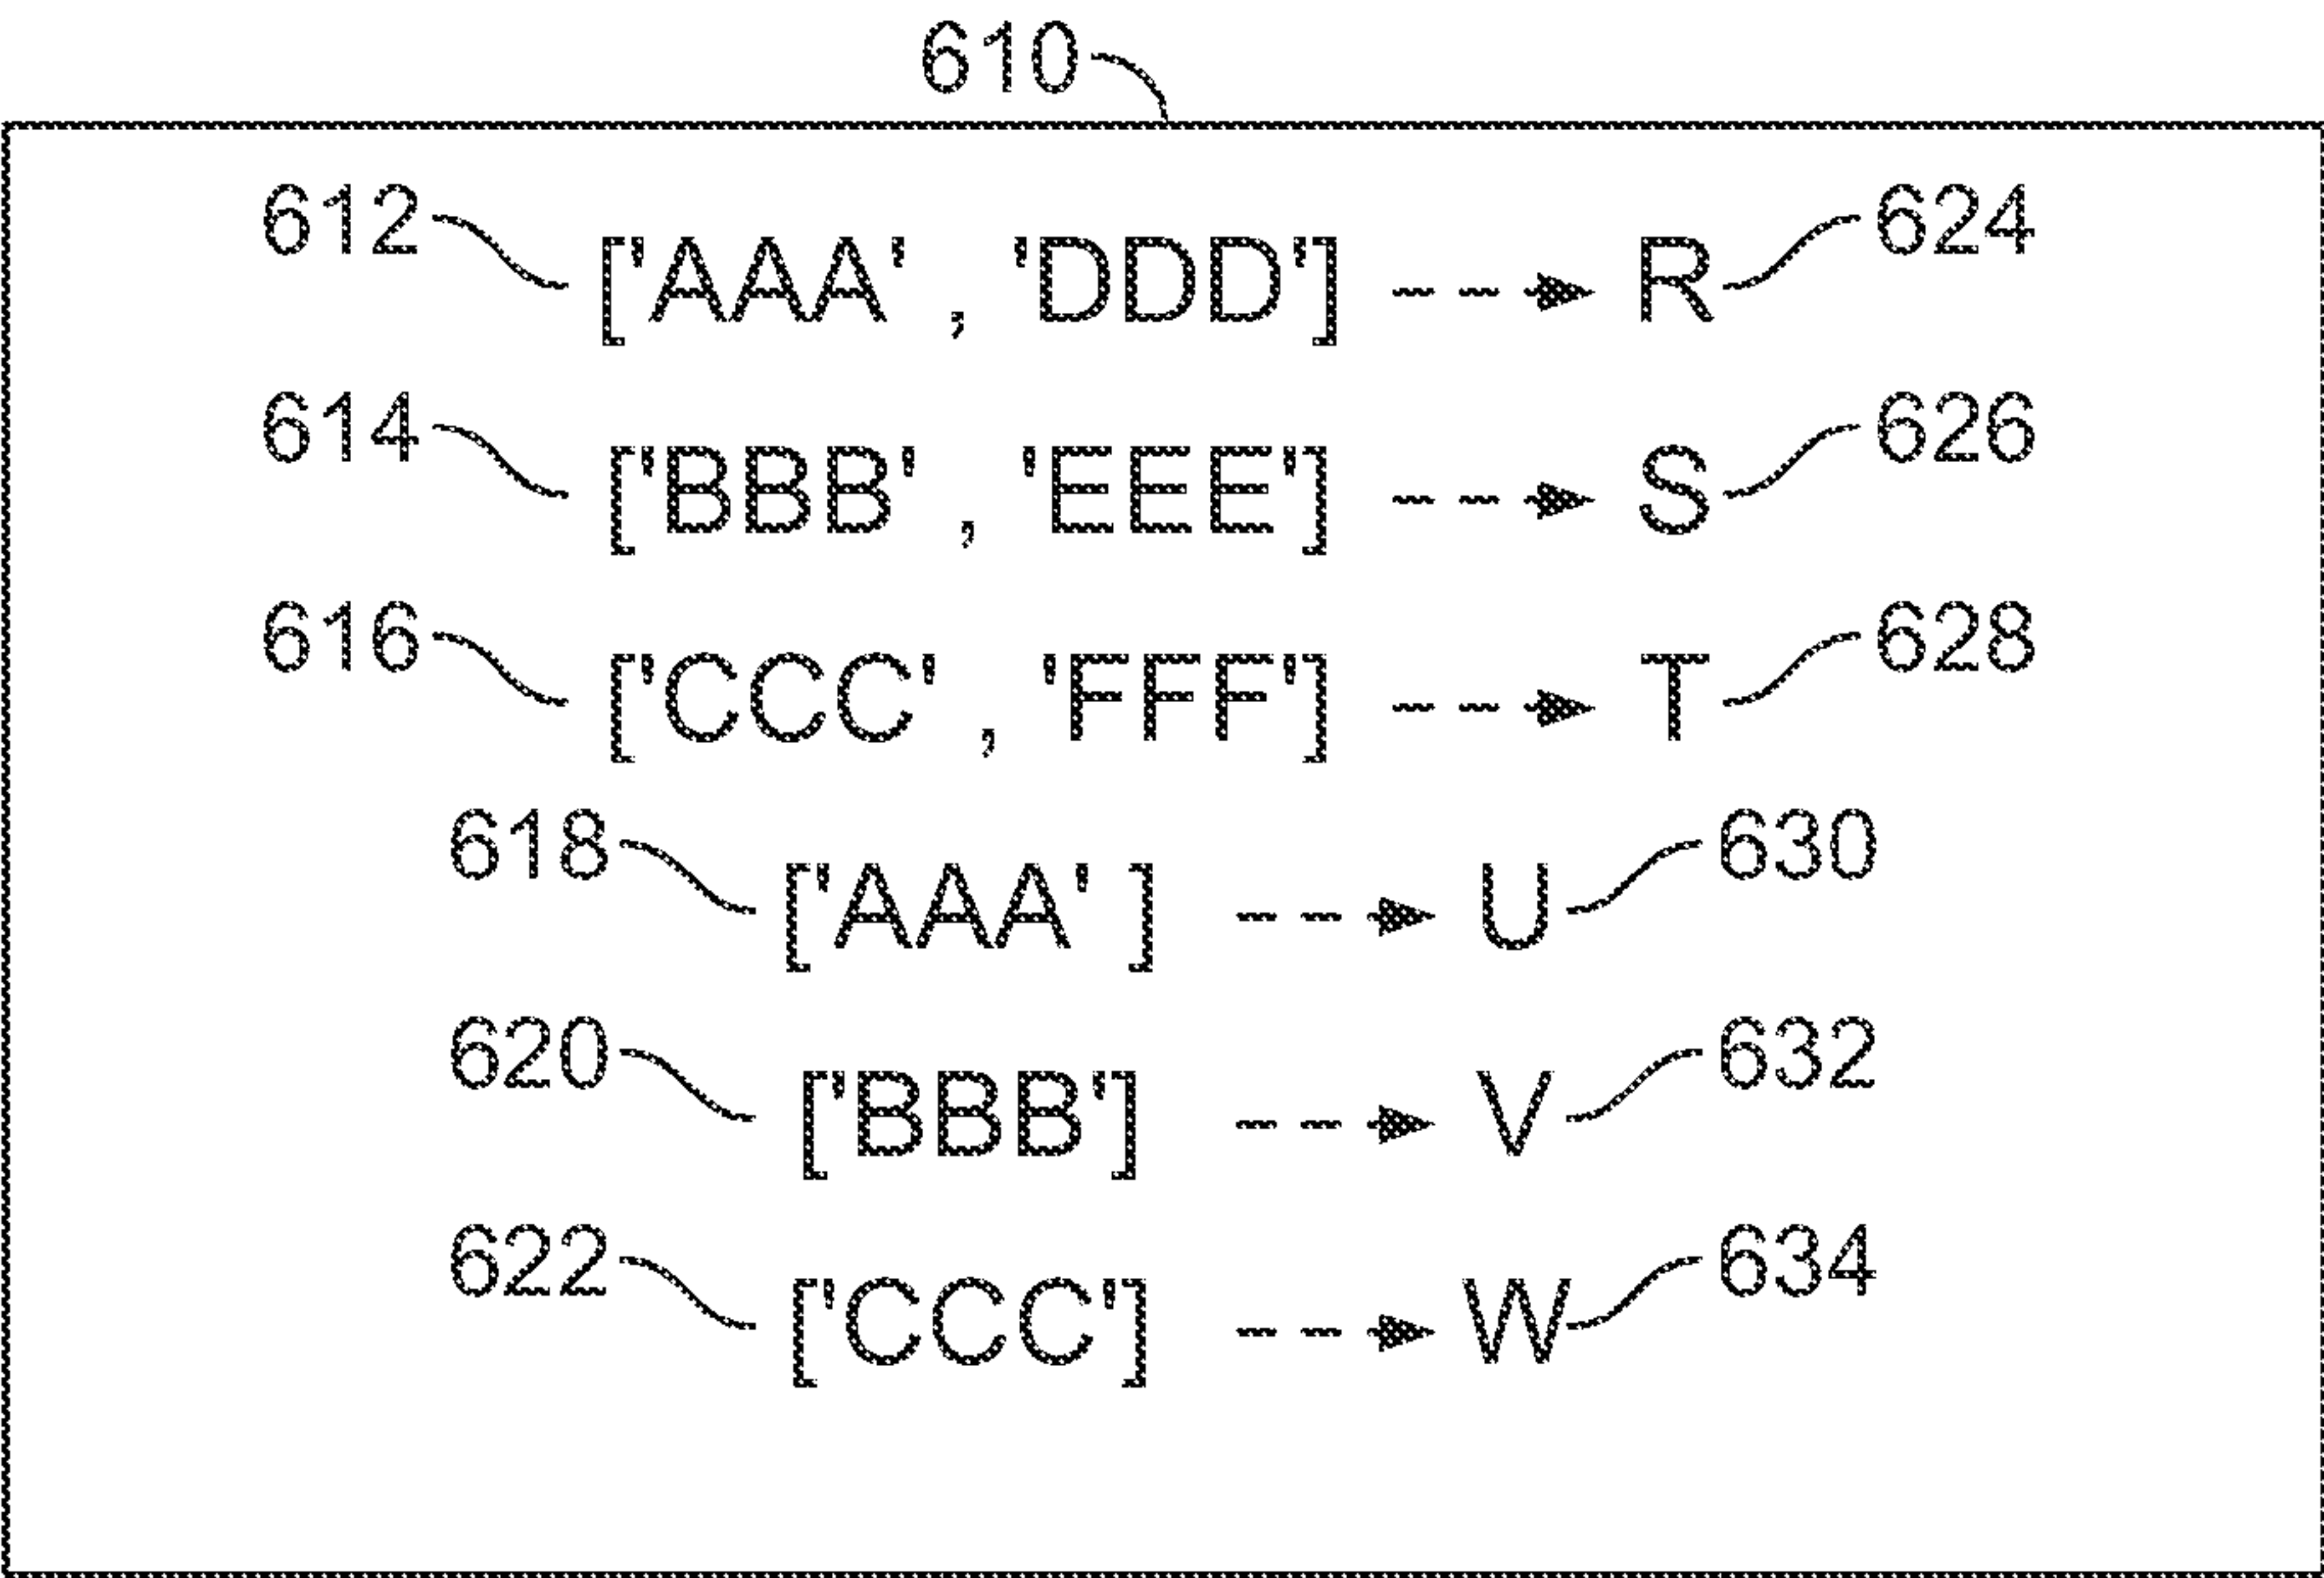 610
612 ['AAA' , 'DDD'] R 624
614 ['BBB' , 'EEE'] S 626
616 ['CCC' , 'FFF'] T 628
618 ['AAA' ] U 630
620 ['BBB'] V 632
622 ['CCC'] W 634